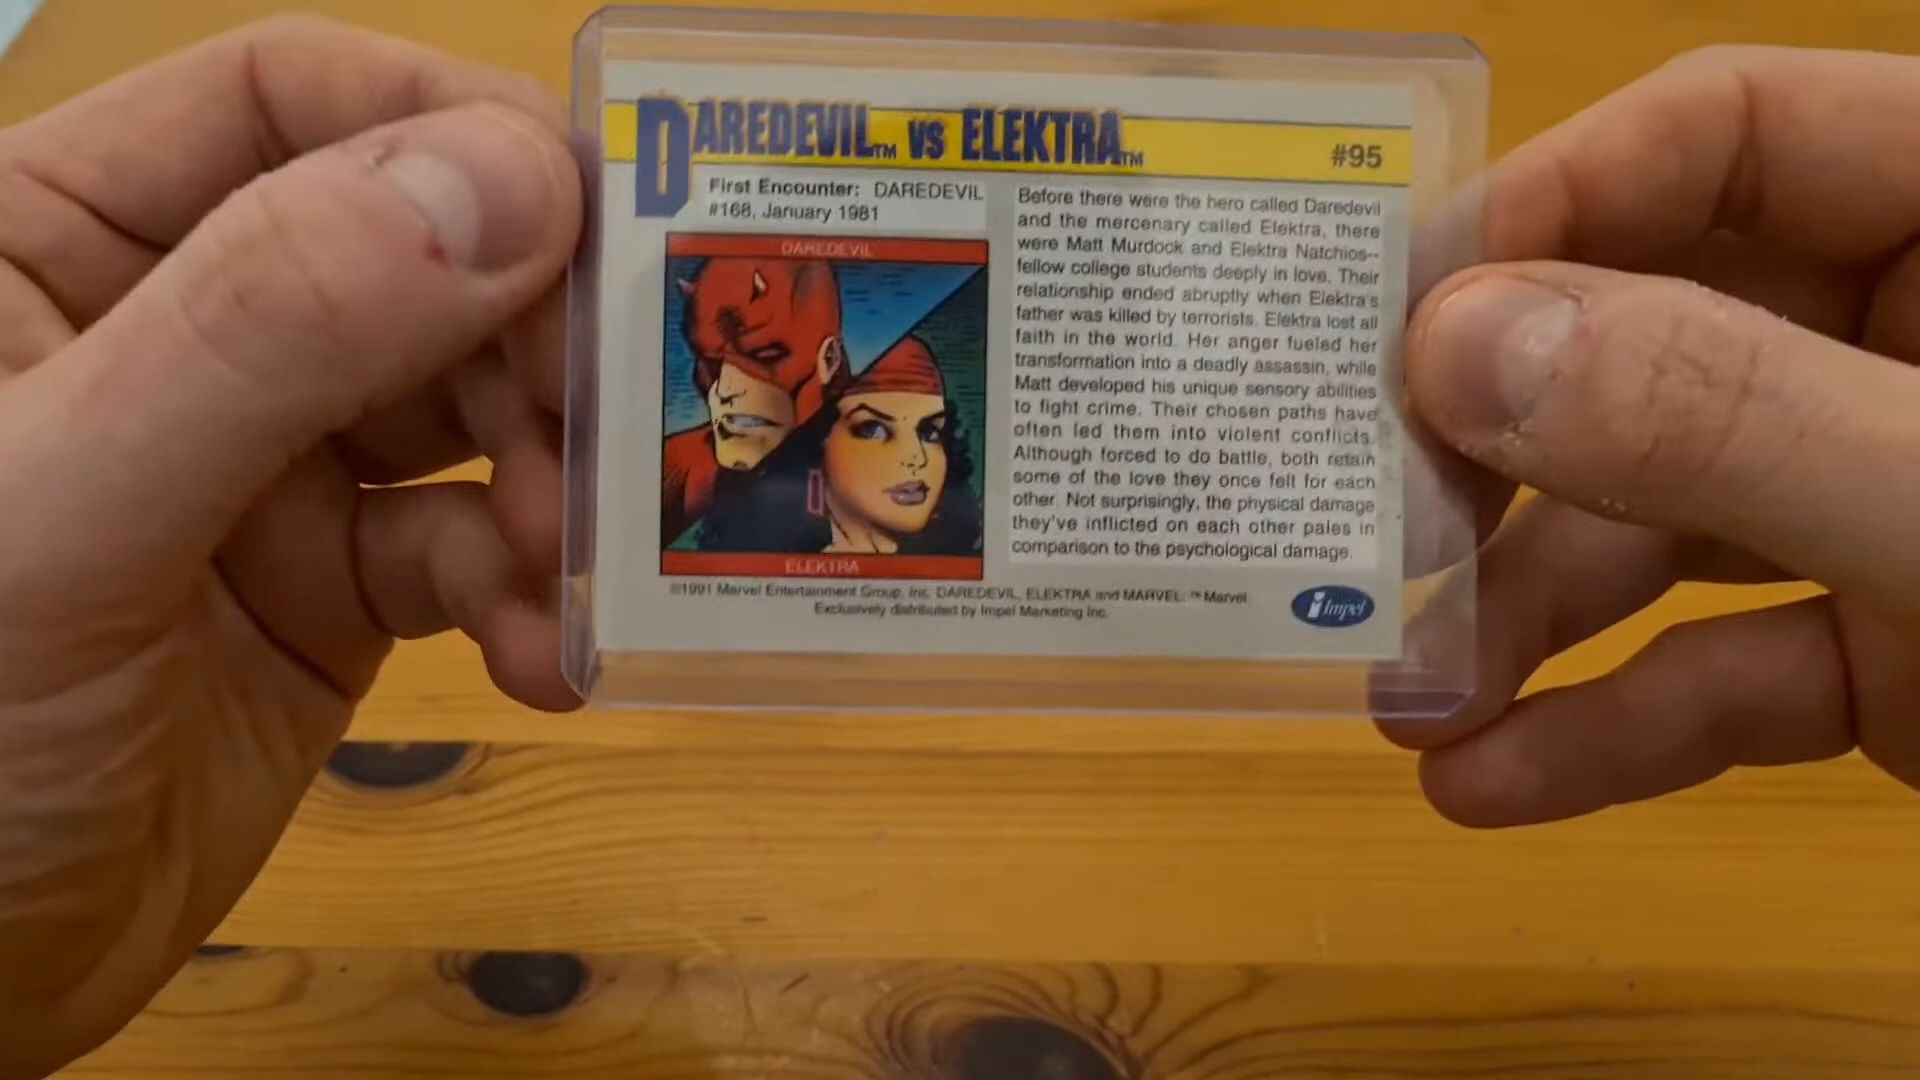 DAREDEVIL™ VS ELEKTRA™
#95
First Encounter: DAREDEVIL
#168, January 1981
DAREDEVIL
ELEKTRA
Before there were the hero called Daredevil
and the mercenary called Elektra, there
were Matt Murdock and Elektra Natchios--
fellow college students deeply in love. Their
relationship ended abruptly when Elektra's
father was killed by terrorists. Elektra lost all
faith in the world. Her anger fueled her
transformation into a deadly assassin, while
Matt developed his unique sensory abilities
to fight crime. Their chosen paths have
often led them into violent conflicts.
Although forced to do battle, both retain
some of the love they once felt for each
other. Not surprisingly, the physical damage
they've inflicted on each other pales in
comparison to the psychological damage.
©1991 Marvel Entertainment Group, Inc. DAREDEVIL, ELEKTRA and MARVEL: ™ Marvel
Exclusively distributed by Impel Marketing Inc.
Impel